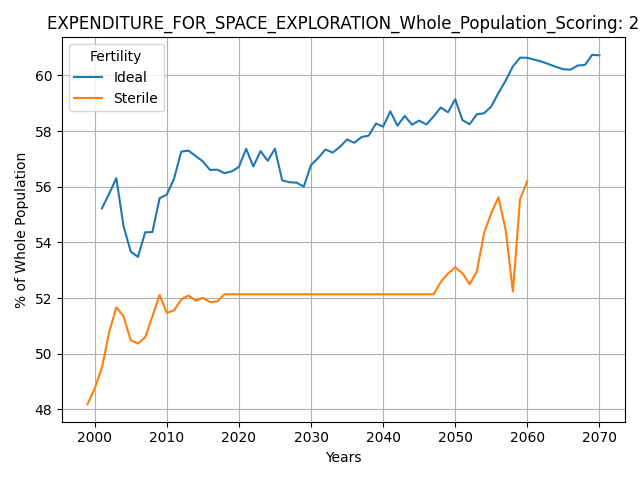 EXPENDITURE_FOR_SPACE_EXPLORATION_Whole_Population_Scoring: 2
Fertility
Ideal
Sterile
% of Whole Population
60
58
56
54
52
50
48
2000 2010 2020 2030 2040 2050 2060 2070
Years